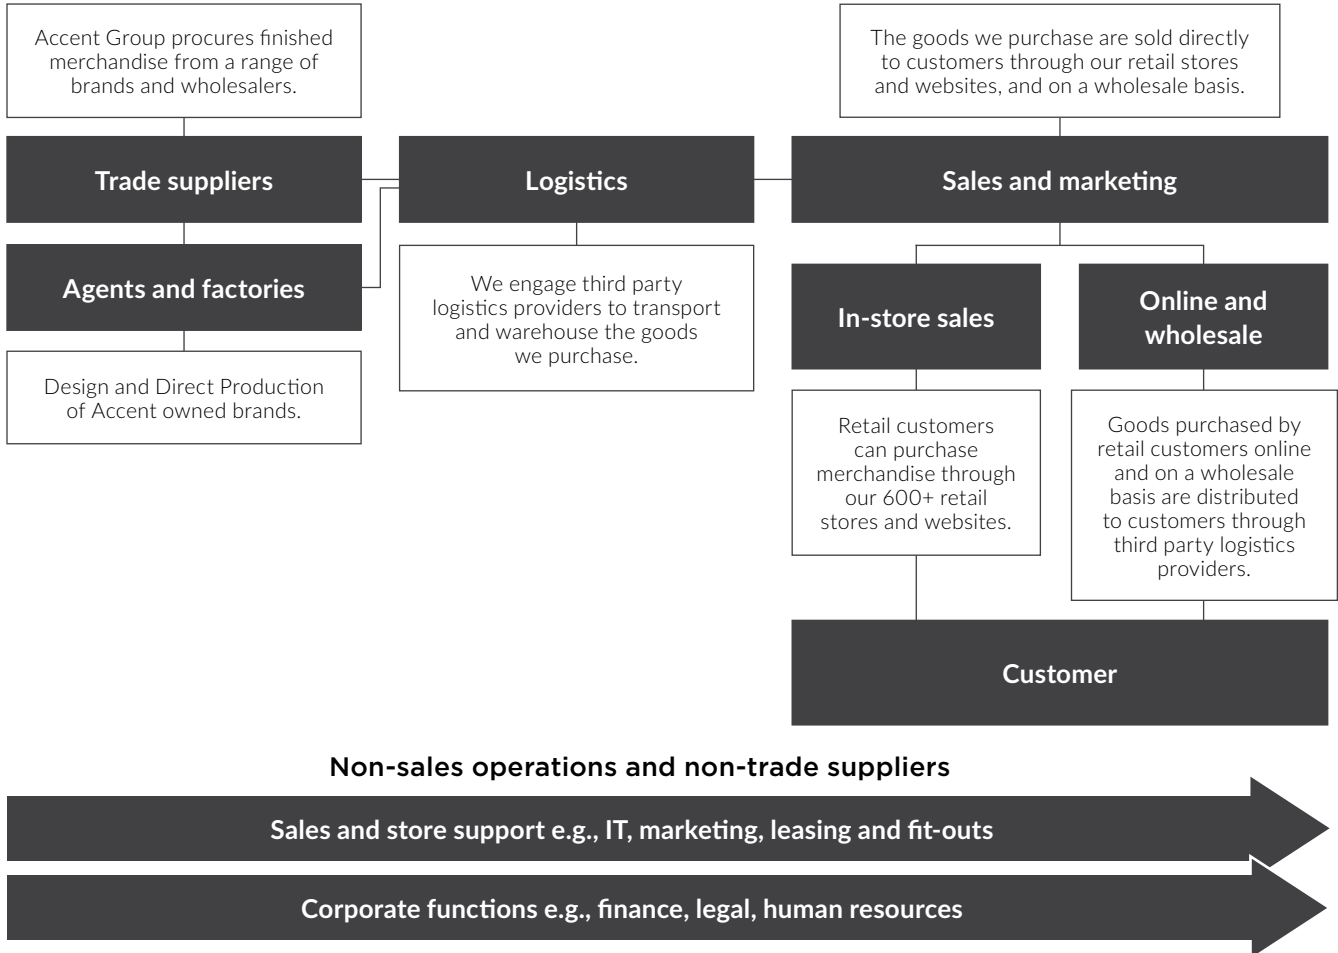 Accent Group procures finished
merchandise from a range of
brands and wholesalers.
The goods we purchase are sold directly
to customers through our retail stores
and websites, and on a wholesale basis.
Trade suppliers
Logistics
Sales and marketing
Agents and factories
We engage third party
logistics providers to transport
and warehouse the goods
we purchase.
In-store sales
Online and
wholesale
Design and Direct Production
of Accent owned brands.
Retail customers
can purchase
merchandise through
our 600+ retail
stores and websites.
Goods purchased by
retail customers online
and on a wholesale
basis are distributed
to customers through
third party logistics
providers.
Customer
Non-sales operations and non-trade suppliers
Sales and store support e.g., IT, marketing, leasing and fit-outs
Corporate functions e.g., finance, legal, human resources